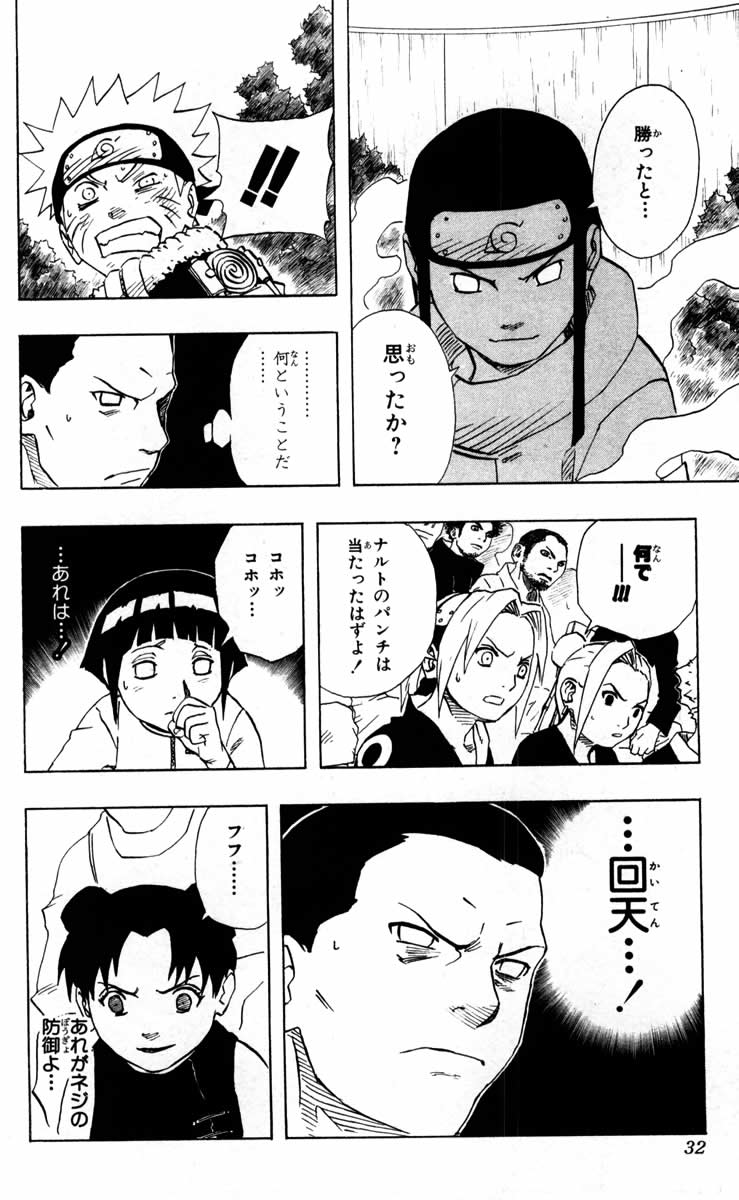 勝ったと…
思ったか？
!!
…………
何ということだ
………
何で
――!!!
ナルトのパンチは
当たったはずよ！
コホッ
コホッ…
…あれは…！
…回天…！
フフ……
あれがネジの
防御よ…
32